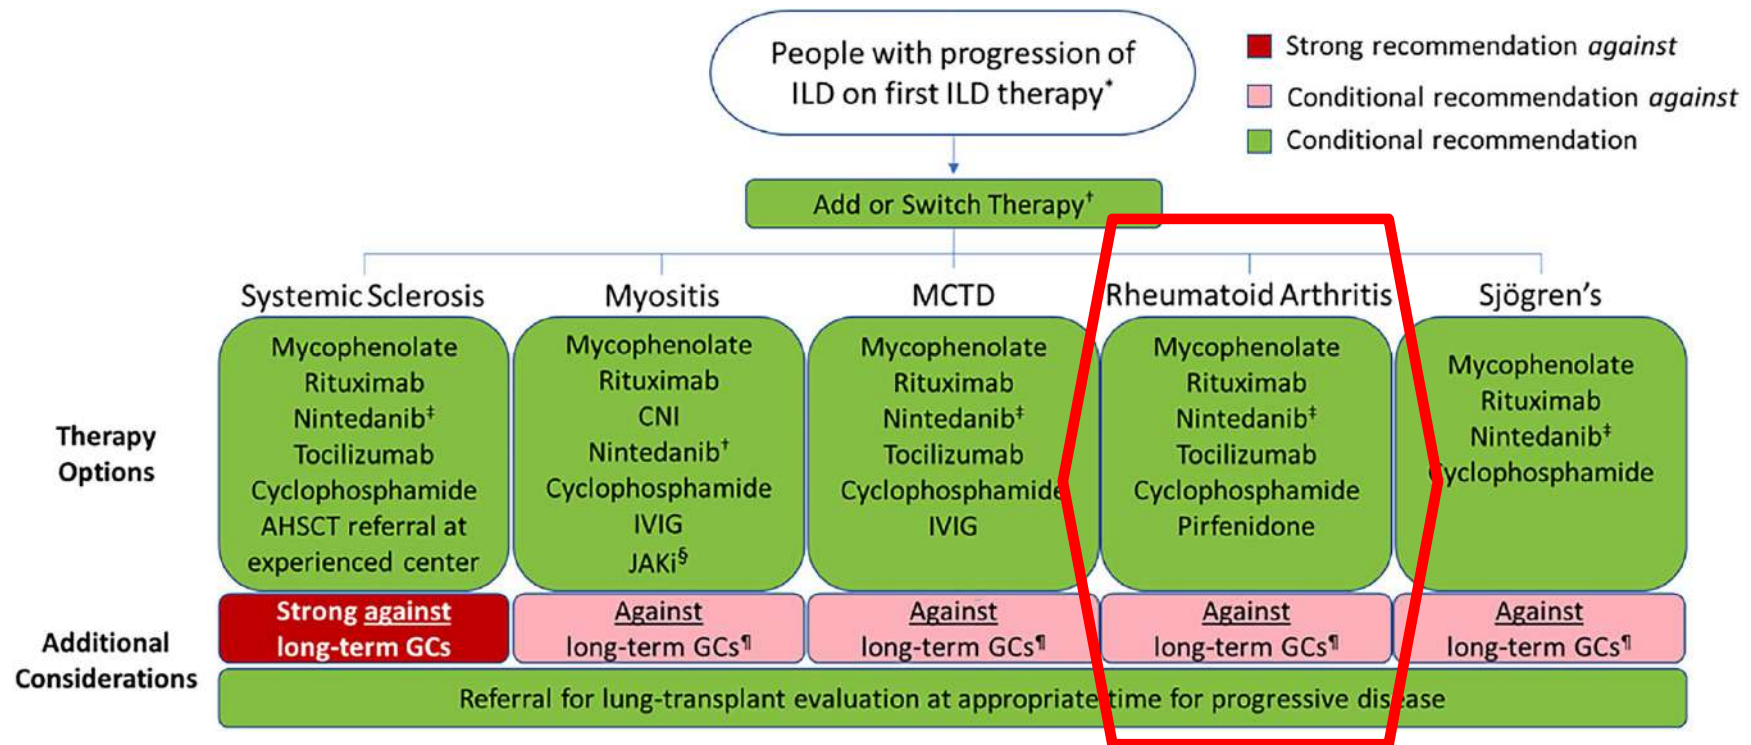 People with progression of
ILD on first ILD therapy*
Strong recommendation against
Conditional recommendation against
Conditional recommendation
Add or Switch Therapy†
Systemic Sclerosis
Myositis
MCTD
Rheumatoid Arthritis
Sjögren's
Therapy
Options
Mycophenolate
Rituximab
Nintedanib‡
Tocilizumab
Cyclophosphamide
AHSCT referral at
experienced center
Mycophenolate
Rituximab
CNI
Nintedanib†
Cyclophosphamide
IVIG
JAKi§
Mycophenolate
Rituximab
Nintedanib‡
Tocilizumab
Cyclophosphamide
IVIG
Mycophenolate
Rituximab
Nintedanib‡
Tocilizumab
Cyclophosphamide
Pirfenidone
Mycophenolate
Rituximab
Nintedanib‡
Cyclophosphamide
Additional
Considerations
Strong against
long-term GCs
Against
long-term GCs¶
Against
long-term GCs¶
Against
long-term GCs¶
Against
long-term GCs¶
Referral for lung-transplant evaluation at appropriate time for progressive disease